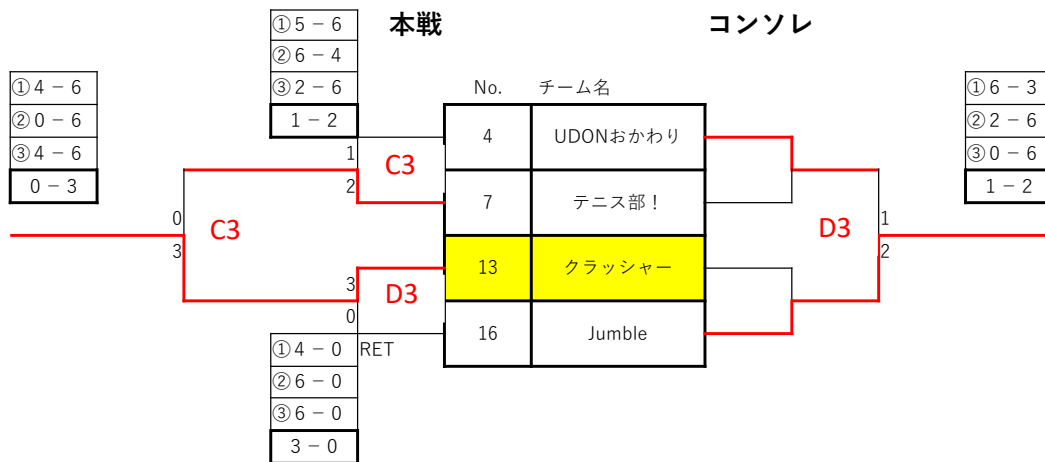 本戦
コンソレ
①5－6
②6－4
③2－6
1－2
①4－6
②0－6
③4－6
0－3
①6－3
②2－6
③0－6
1－2
No. チーム名
4 UDONおかわり
7 テニス部！
13 クラッシャー
16 Jumble
1
C3
2
0
C3
3
3
D3
0
1
D3
2
①4－0 RET
②6－0
③6－0
3－0